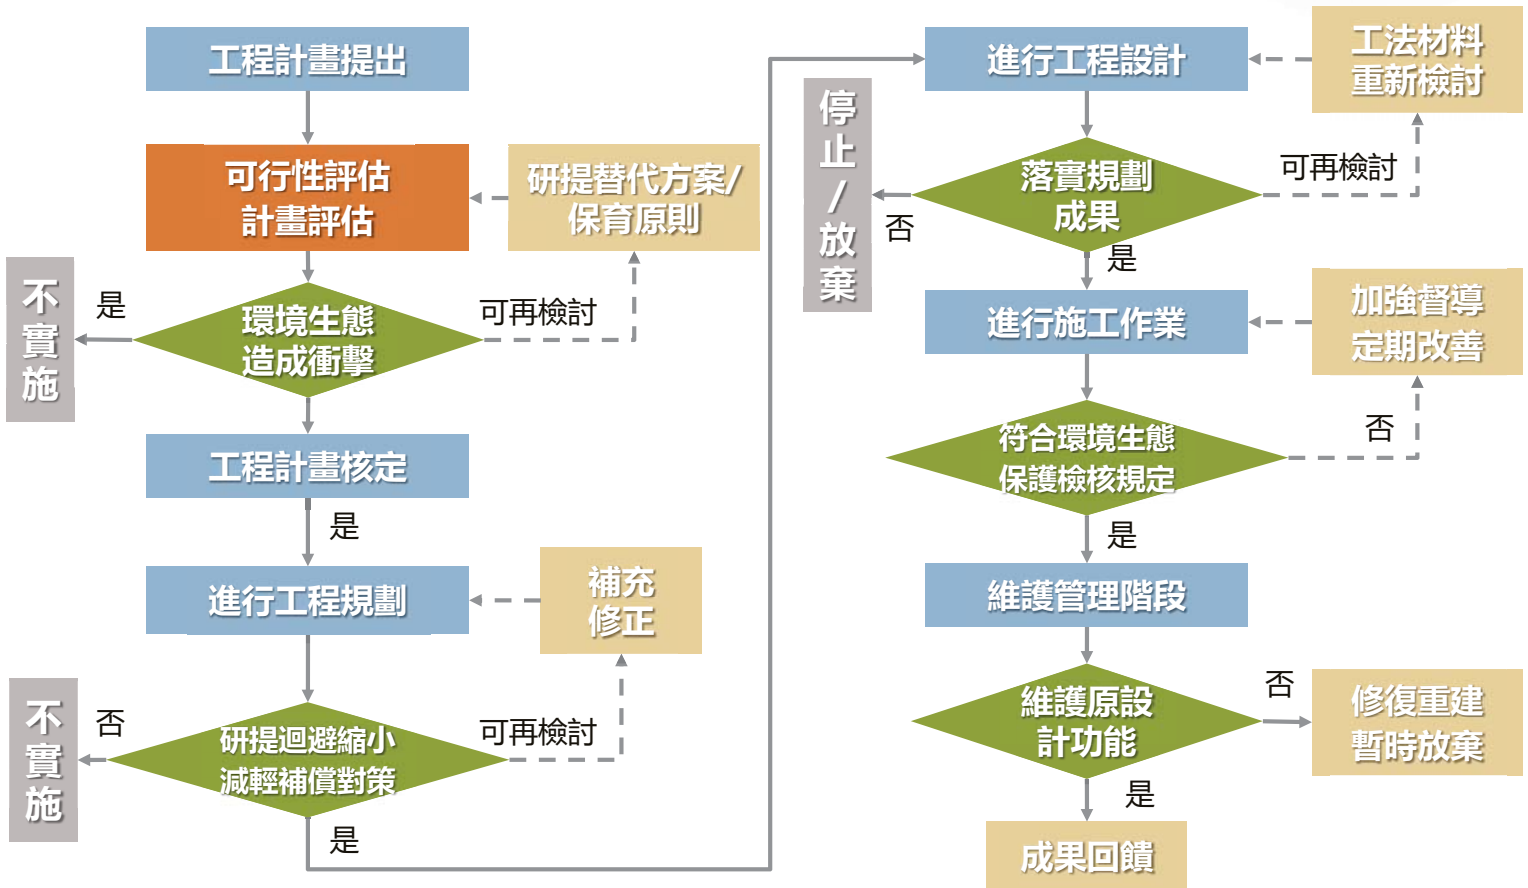 工程計畫提出
可行性評估
計畫評估
研提替代方案/
保育原則
環境生態
造成衝擊
是
不實施
可再檢討
工程計畫核定
是
進行工程規劃
補充
修正
研提迴避縮小
減輕補償對策
否
不實施
可再檢討
是
進行工程設計
工法材料
重新檢討
停止/放棄
落實規劃
成果
可再檢討
否
是
進行施工作業
加強督導
定期改善
符合環境生態
保護檢核規定
否
是
維護管理階段
維護原設
計功能
否
修復重建
暫時放棄
是
成果回饋